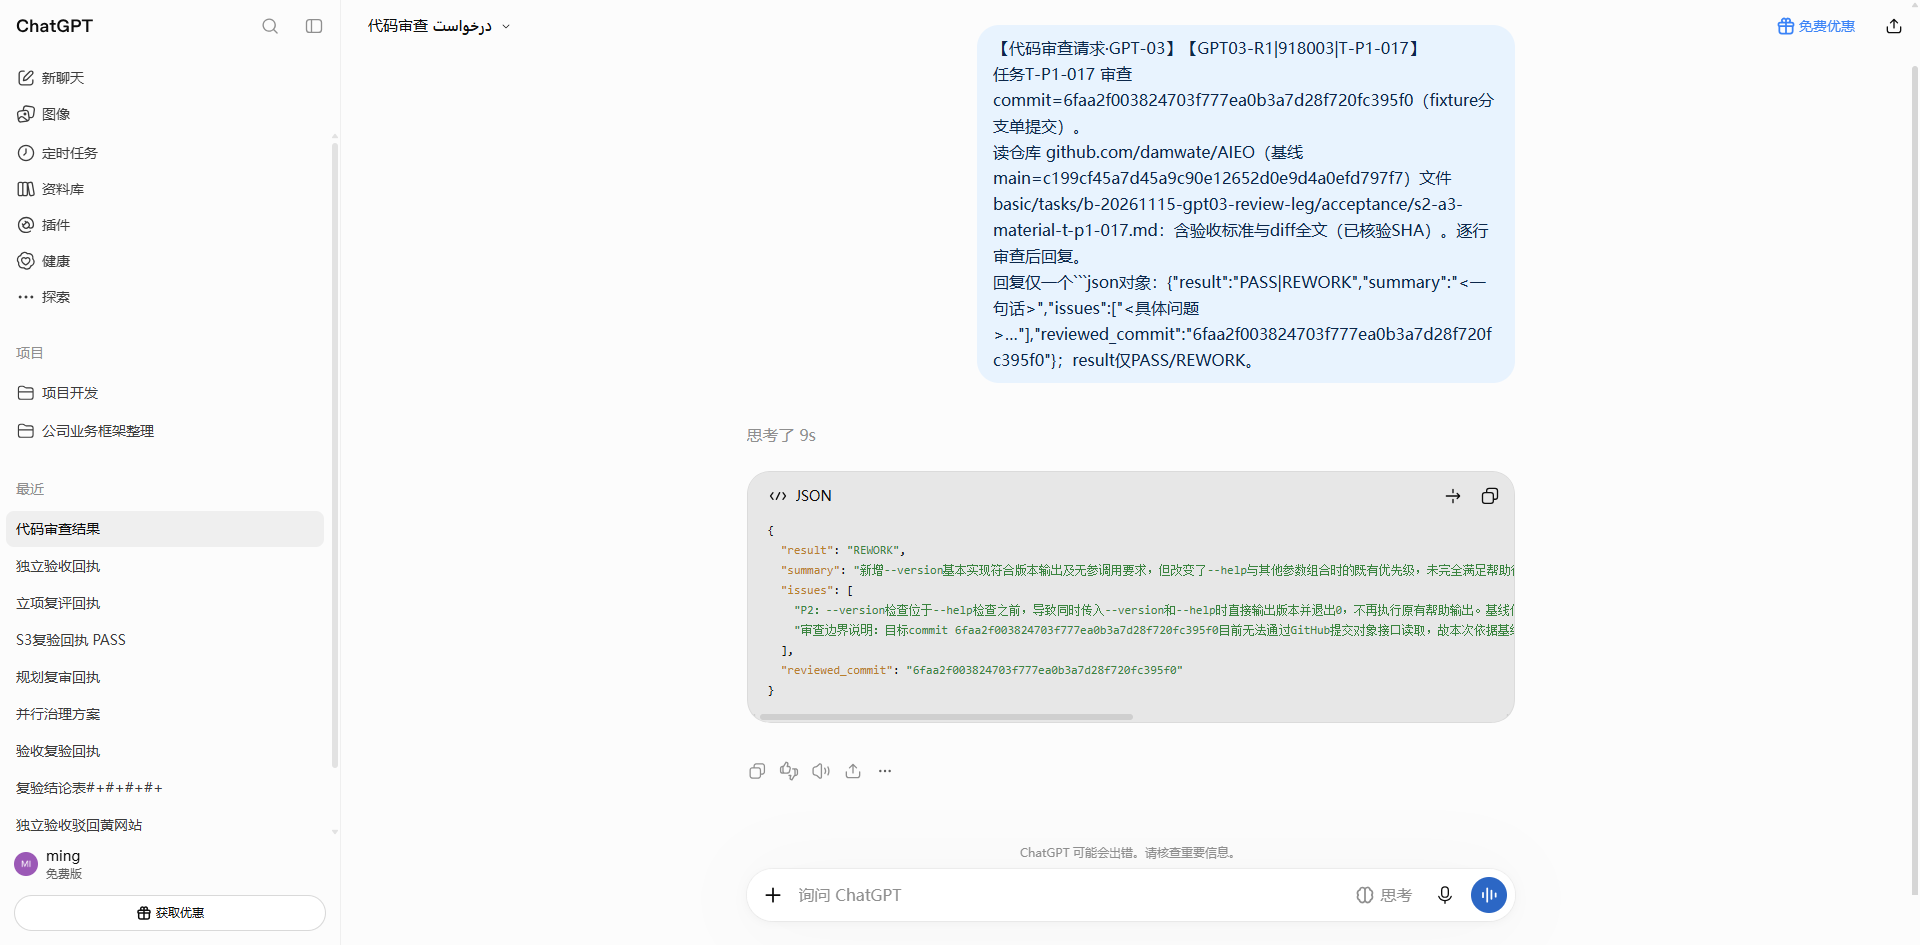 ChatGPT
新聊天
图像
定时任务
资料库
插件
健康
探索
项目
项目开发
公司业务框架整理
最近
代码审查结果
独立验收回执
立项复评回执
S3复验回执 PASS
规划复审回执
并行治理方案
验收复验回执
复验结论表#+#+#+#+
独立验收驳回黄网站
MI
ming
免费版
获取优惠
代码审查 درخواست
免费优惠
【代码审查请求·GPT-03】【GPT03-R1|918003|T-P1-017】
任务T-P1-017 审查
commit=6faa2f003824703f777ea0b3a7d28f720fc395f0（fixture分
支单提交）。
读仓库 github.com/damwate/AIEO（基线
main=c199cf45a7d45a9c90e12652d0e9d4a0efd797f7）文件
basic/tasks/b-20261115-gpt03-review-leg/acceptance/s2-a3-
material-t-p1-017.md：含验收标准与diff全文（已核验SHA）。逐行
审查后回复。
回复仅一个```json对象：{"result":"PASS|REWORK","summary":"<一
句话>","issues":["<具体问题
>..."],"reviewed_commit":"6faa2f003824703f777ea0b3a7d28f720f
c395f0"}；result仅PASS/REWORK。
思考了 9s
JSON
{
"result": "REWORK",
"summary": "新增--version基本实现符合版本输出及无参调用要求，但改变了--help与其他参数组合时的既有优先级，未完全满足帮助
"issues": [
"P2：--version检查位于--help检查之前，导致同时传入--version和--help时直接输出版本并退出0，不再执行原有帮助输出。基线
"审查边界说明：目标commit 6faa2f003824703f777ea0b3a7d28f720fc395f0目前无法通过GitHub提交对象接口读取，故本次依据基
],
"reviewed_commit": "6faa2f003824703f777ea0b3a7d28f720fc395f0"
}
ChatGPT 可能会出错。请核查重要信息。
询问 ChatGPT
思考